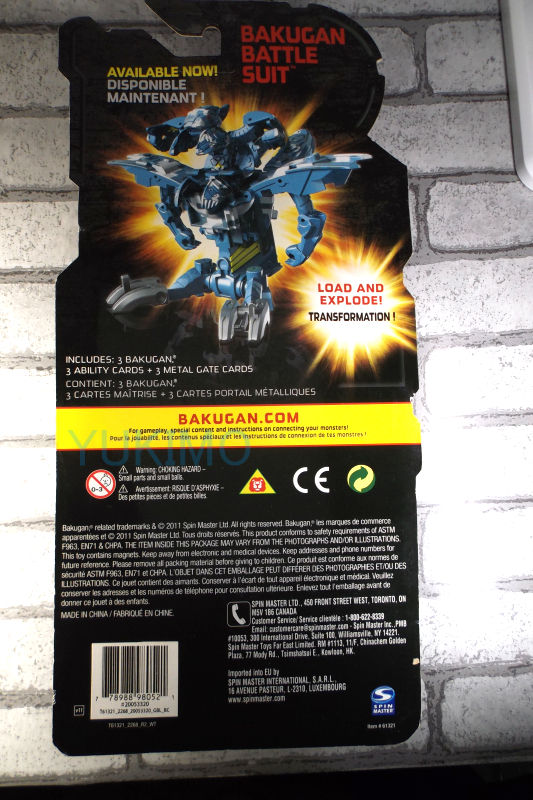 BAKUGAN
BATTLE
SUIT™
AVAILABLE NOW!
DISPONIBLE
MAINTENANT !
LOAD AND
EXPLODE!
TRANSFORMATION !
INCLUDES: 3 BAKUGAN,®
3 ABILITY CARDS + 3 METAL GATE CARDS
CONTIENT: 3 BAKUGAN,®
3 CARTES MAÎTRISE + 3 CARTES PORTAIL MÉTALLIQUES
BAKUGAN.COM
For gameplay, special content and instructions on connecting your monsters!
Pour la jouabilité, les contenus spéciaux et les instructions de connexion de tes monstres !
YUKIMO
0-3
Warning: CHOKING HAZARD –
Small parts and small balls.
Avertissement: RISQUE D'ASPHYXIE –
Des petites pièces et de petites billes.
CE
Bakugan,® related trademarks & © 2011 Spin Master Ltd. All rights reserved. Bakugan,® les marques de commerce
apparentées et © 2011 Spin Master Ltd. Tous droits réservés. This product conforms to safety requirements of ASTM
F963, EN71 & CHPA. THE ITEM INSIDE THIS PACKAGE MAY VARY FROM THE PHOTOGRAPHS AND/OR ILLUSTRATIONS.
This toy contains magnets. Keep away from electronic and medical devices. Keep addresses and phone numbers for
future reference. Please remove all packaging material before giving to children. Ce produit est conforme aux normes de
sécurité ASTM F963, EN71 et CHPA. L'OBJET DANS CET EMBALLAGE PEUT DIFFÉRER DES PHOTOGRAPHIES ET/OU DES
ILLUSTRATIONS. Ce jouet contient des aimants. Conserver à l'écart de tout appareil électronique et médical. Veuillez
conserver les adresses et les numéros de téléphone pour consultation ultérieure. Enlevez tout l'emballage avant de
donner ce jouet à des enfants.
MADE IN CHINA / FABRIQUÉ EN CHINE.
SPIN MASTER LTD., 450 FRONT STREET WEST, TORONTO, ON
M5V 1B6 CANADA
Customer Service/ Service clientèle : 1-800-622-8339
Email: customercare@spinmaster.com - Spin Master Inc.,PMB
#10053, 300 International Drive, Suite 100, Williamsville, NY 14221.
Spin Master Toys Far East Limited. RM #1113, 11/F, Chinachem Golden
Plaza, 77 Mody Rd., Tsimshatsui E., Kowloon, HK.
Imported into EU by
SPIN MASTER INTERNATIONAL, S.A.R.L.,
16 AVENUE PASTEUR, L-2310, LUXEMBOURG
www.spinmaster.com
7 78988 98052 1
#20053320
v11
T61321_2268_20053320_GBL_BC
T61321_2268_R2_WT
SPIN
MASTER
Item # 61321